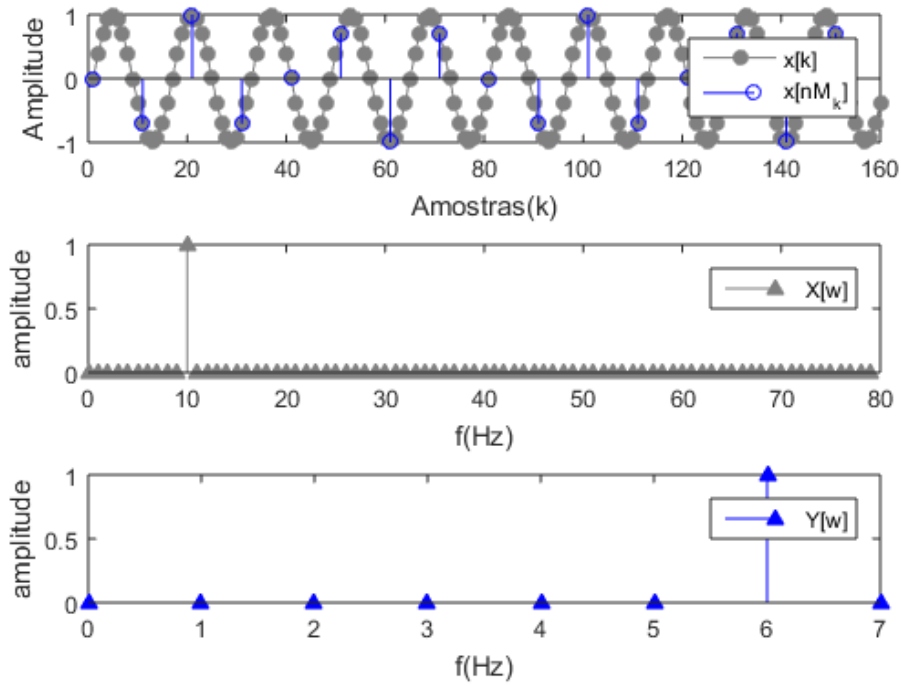 Amplitude
1
0
-1
x[k]
x[nM_k]
0 20 40 60 80 100 120 140 160
Amostras(k)
amplitude
1
0.5
0
X[w]
0 10 20 30 40 50 60 70 80
f(Hz)
amplitude
1
0.5
0
Y[w]
0 1 2 3 4 5 6 7
f(Hz)